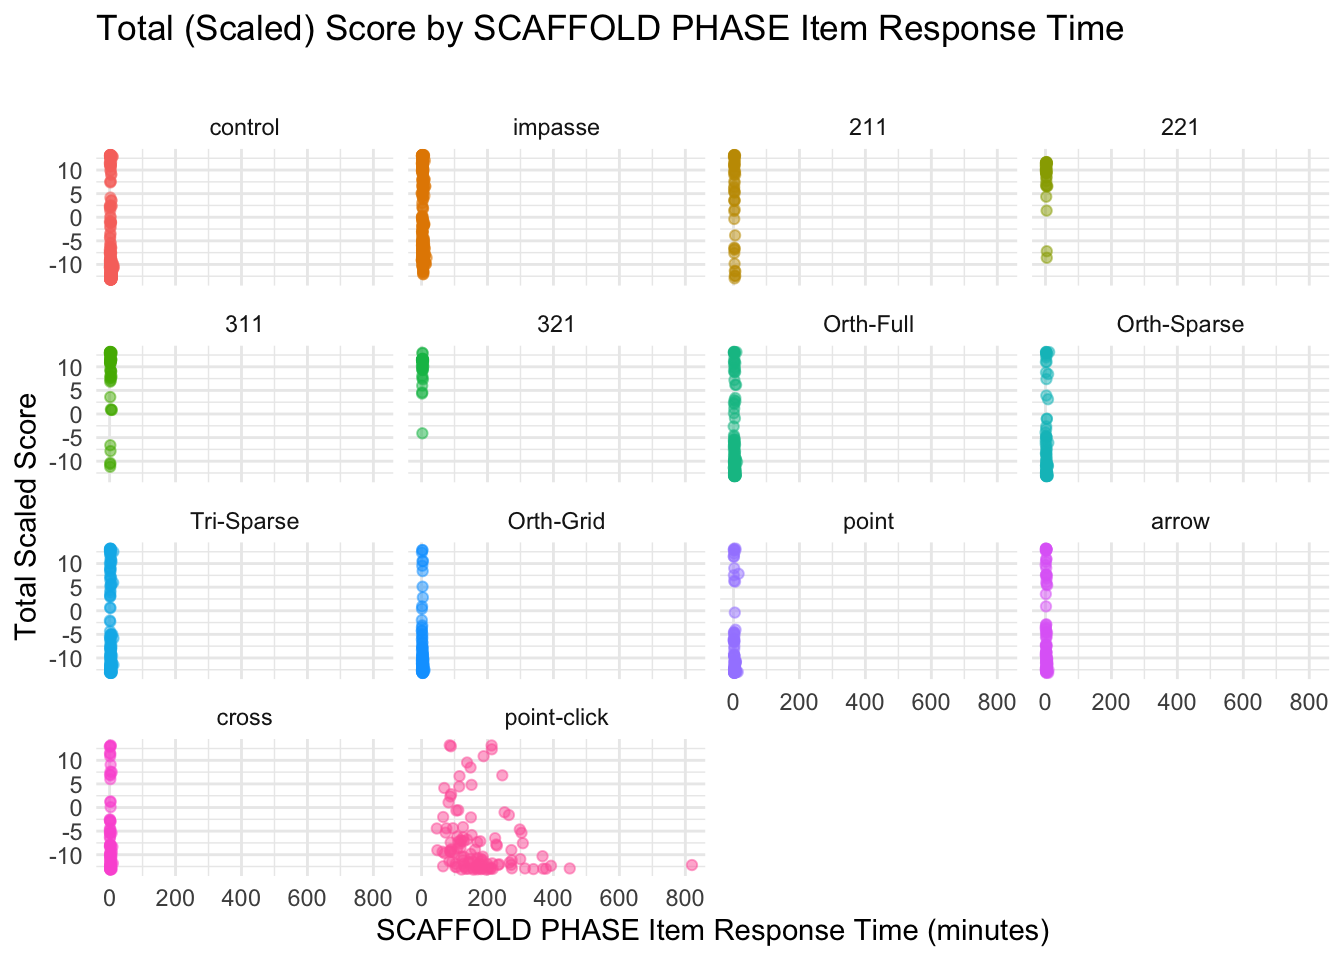 Total (Scaled) Score by SCAFFOLD PHASE Item Response Time
control impasse 211 221
10
5
0
-5
-10
311 321 Orth-Full Orth-Sparse
10
5
0
-5
-10
Tri-Sparse Orth-Grid point arrow
10
5
0
-5
-10
0 200 400 600 800 0 200 400 600 800
cross point-click
10
5
0
-5
-10
0 200 400 600 800 0 200 400 600 800
SCAFFOLD PHASE Item Response Time (minutes)
Total Scaled Score